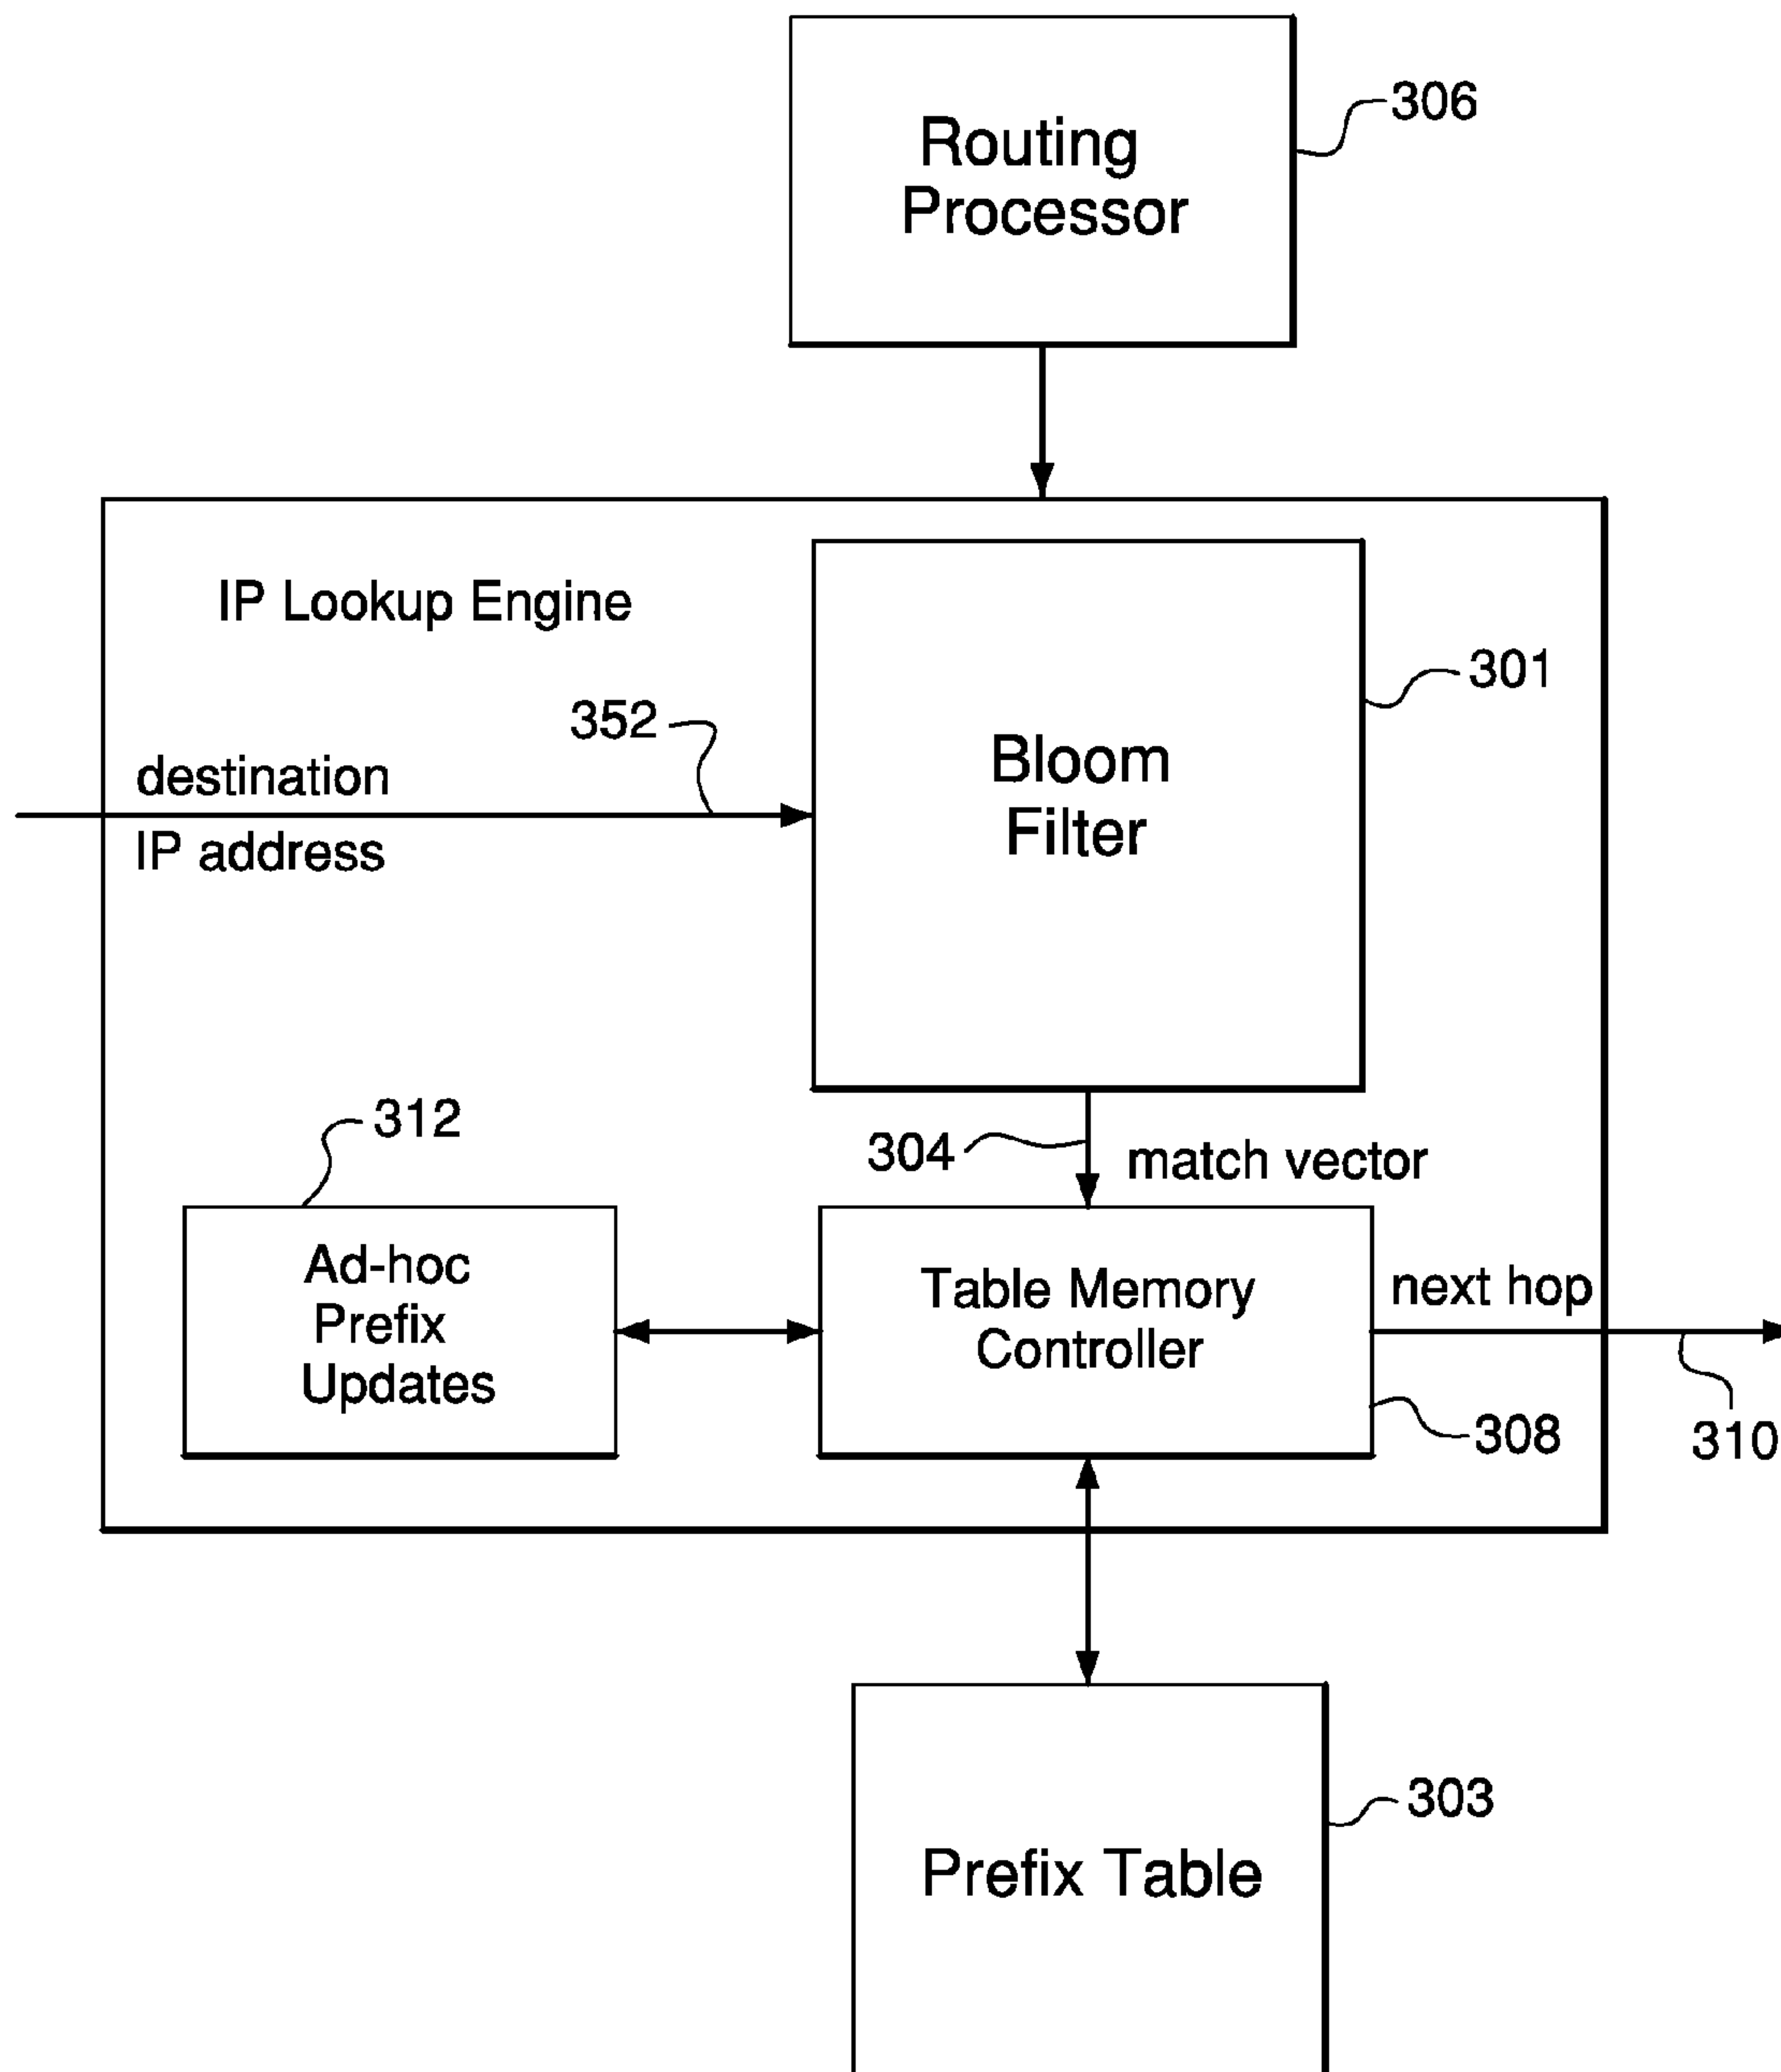 Routing
Processor
306
IP Lookup Engine
301
352
destination
IP address
Bloom
Filter
312
304
match vector
Ad-hoc
Prefix
Updates
Table Memory
Controller
next hop
308
310
303
Prefix Table